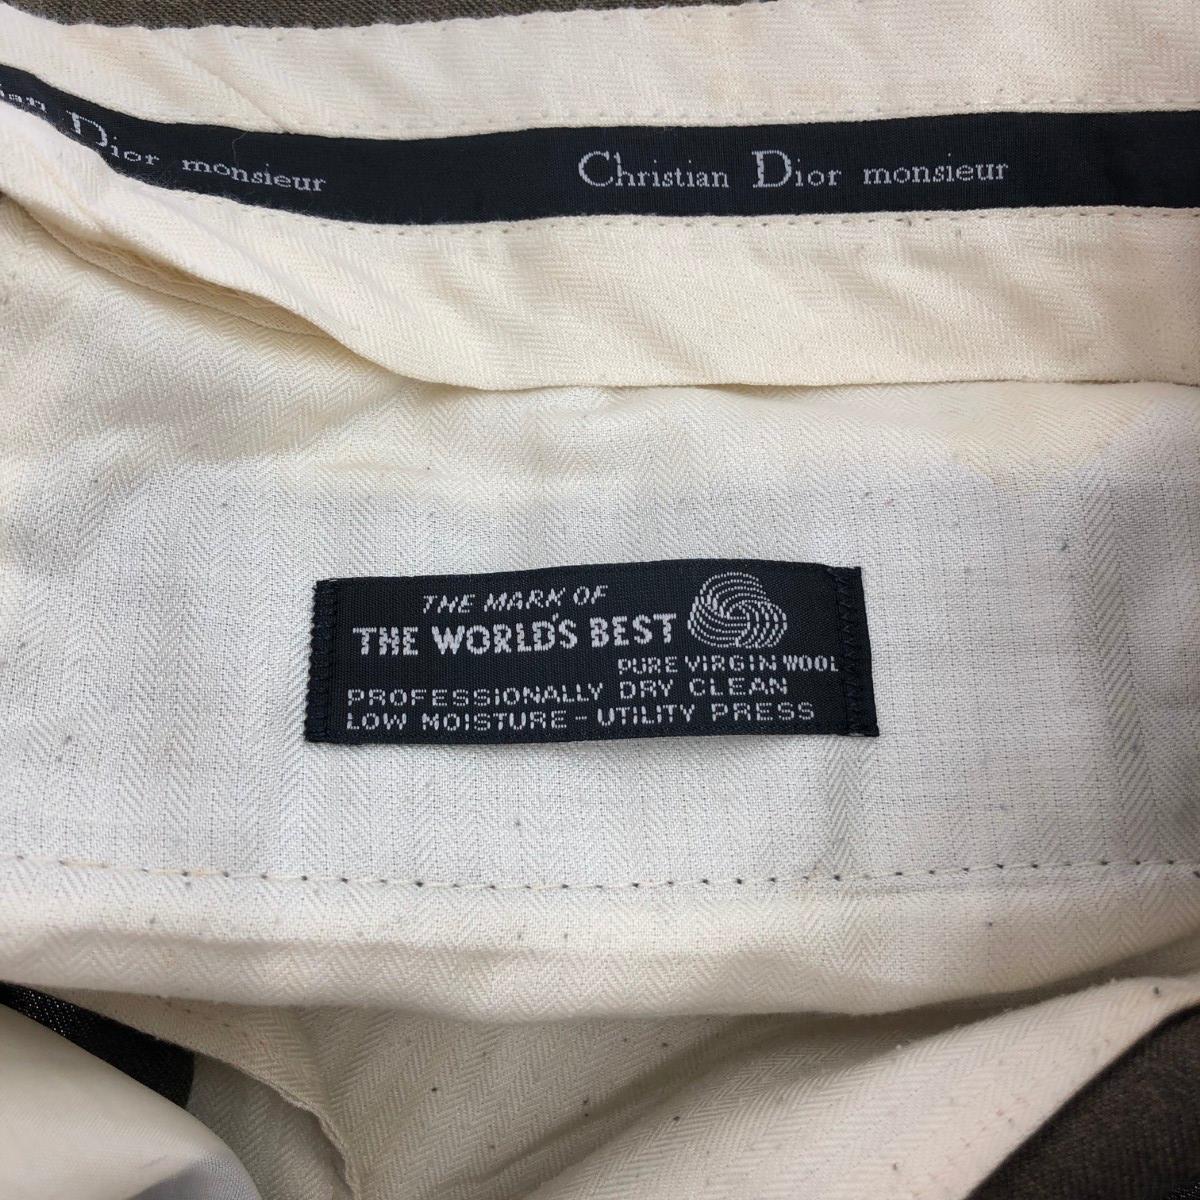 Dior monsieur
Christian Dior monsieur
THE MARK OF
THE WORLD'S BEST
PURE VIRGIN WOOL
PROFESSIONALLY DRY CLEAN
LOW MOISTURE - UTILITY PRESS